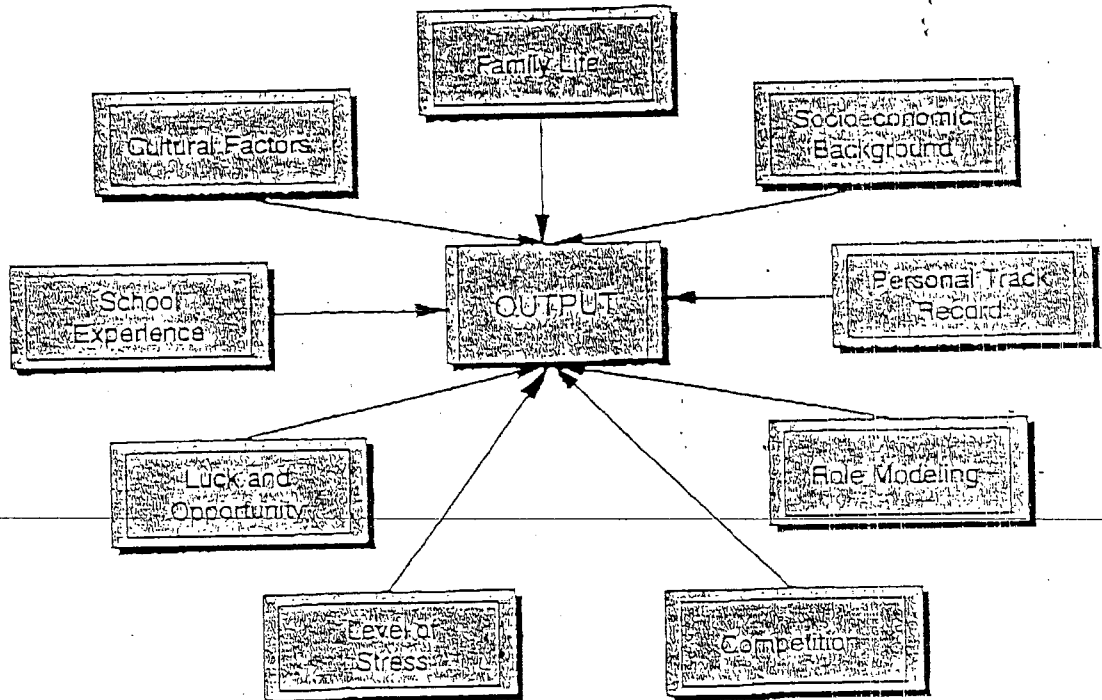 Family Life
Cultural Factors
Socioeconomic
Background
School
Experience
OUTPUT
Personal Track
Record
Luck and
Opportunity
Role Modeling
Level of
Stress
Competition